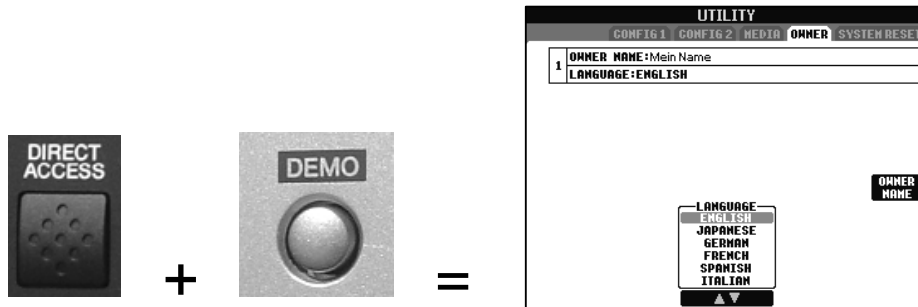 DIRECT
ACCESS
+
DEMO
=
UTILITY
CONFIG 1 CONFIG 2 MEDIA OWNER SYSTEM RESET
1
OWNER NAME:Mein Name
LANGUAGE:ENGLISH
OWNER
NAME
LANGUAGE
ENGLISH
JAPANESE
GERMAN
FRENCH
SPANISH
ITALIAN